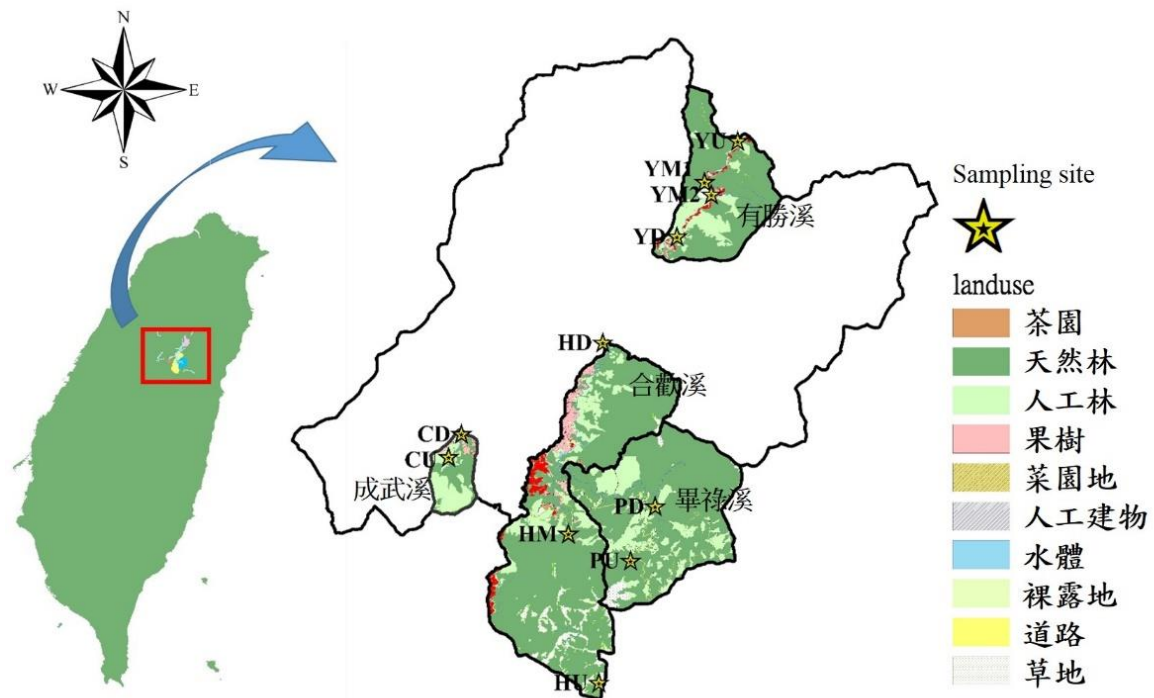 N
W
E
S
YU
YM1
YM2
有勝溪
YD
HD
合歡溪
CD
CU
成武溪
PD
畢祿溪
HM
PU
HU
Sampling site
landuse
茶園
天然林
人工林
果樹
菜園地
人工建物
水體
裸露地
道路
草地